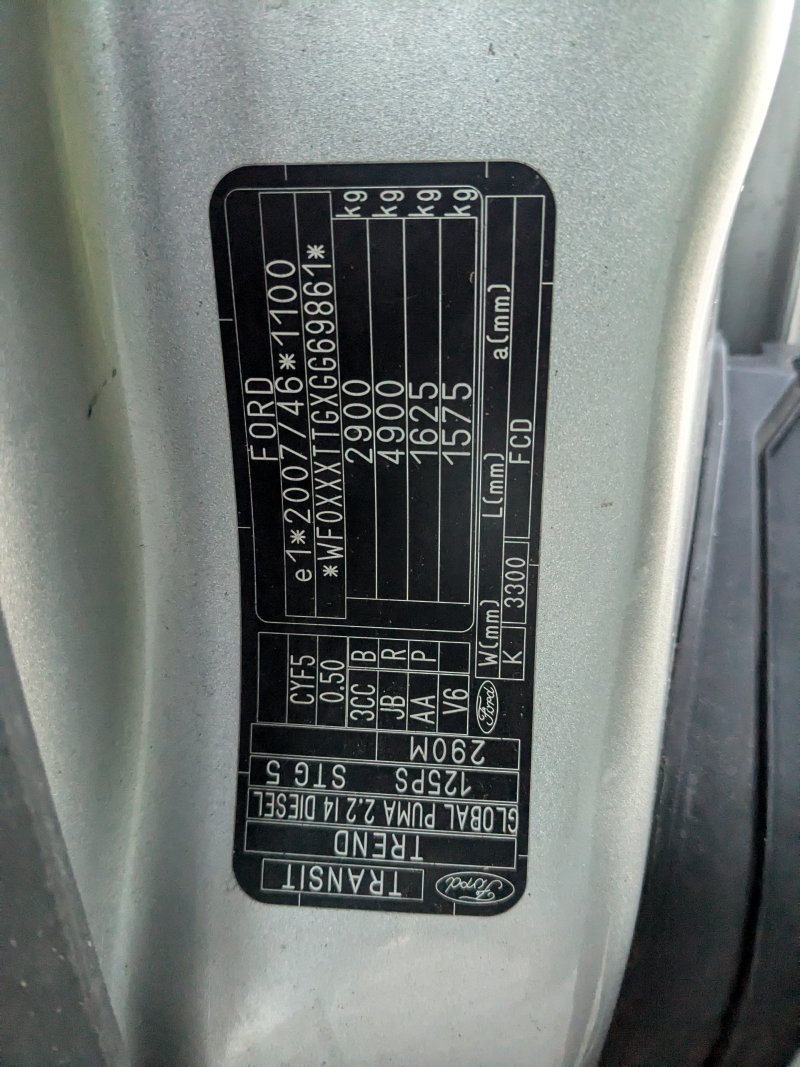 FORD
e1*2007/46*1100
*WF0XXXTTGXGG69861*
2900 kg
4900 kg
1625 kg
1575 kg
W(mm) L(mm) a(mm)
K 3300 FCD
CYF5
0.50
3CC B
JB R
AA P
V6
Ford
Ford
TRANSIT
TREND
GLOBAL PUMA 2.2 I4 DIESEL
125PS STG 5
290M